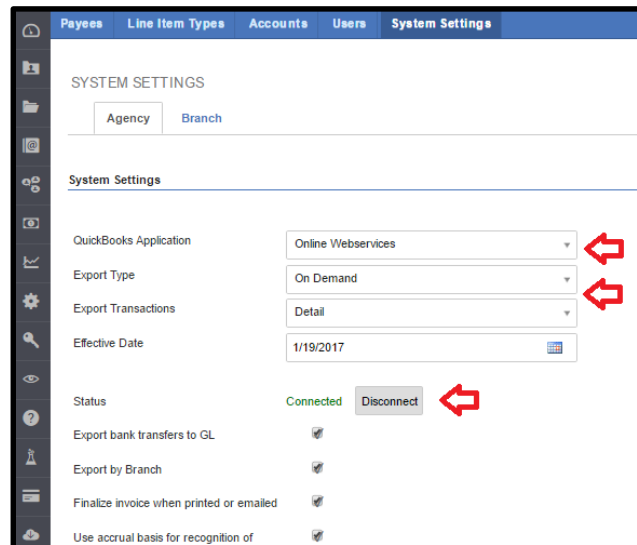 Payees Line Item Types Accounts Users System Settings
SYSTEM SETTINGS
Agency Branch
System Settings
QuickBooks Application Online Webservices
Export Type On Demand
Export Transactions Detail
Effective Date 1/19/2017
Status Connected Disconnect
Export bank transfers to GL
Export by Branch
Finalize invoice when printed or emailed
Use accrual basis for recognition of